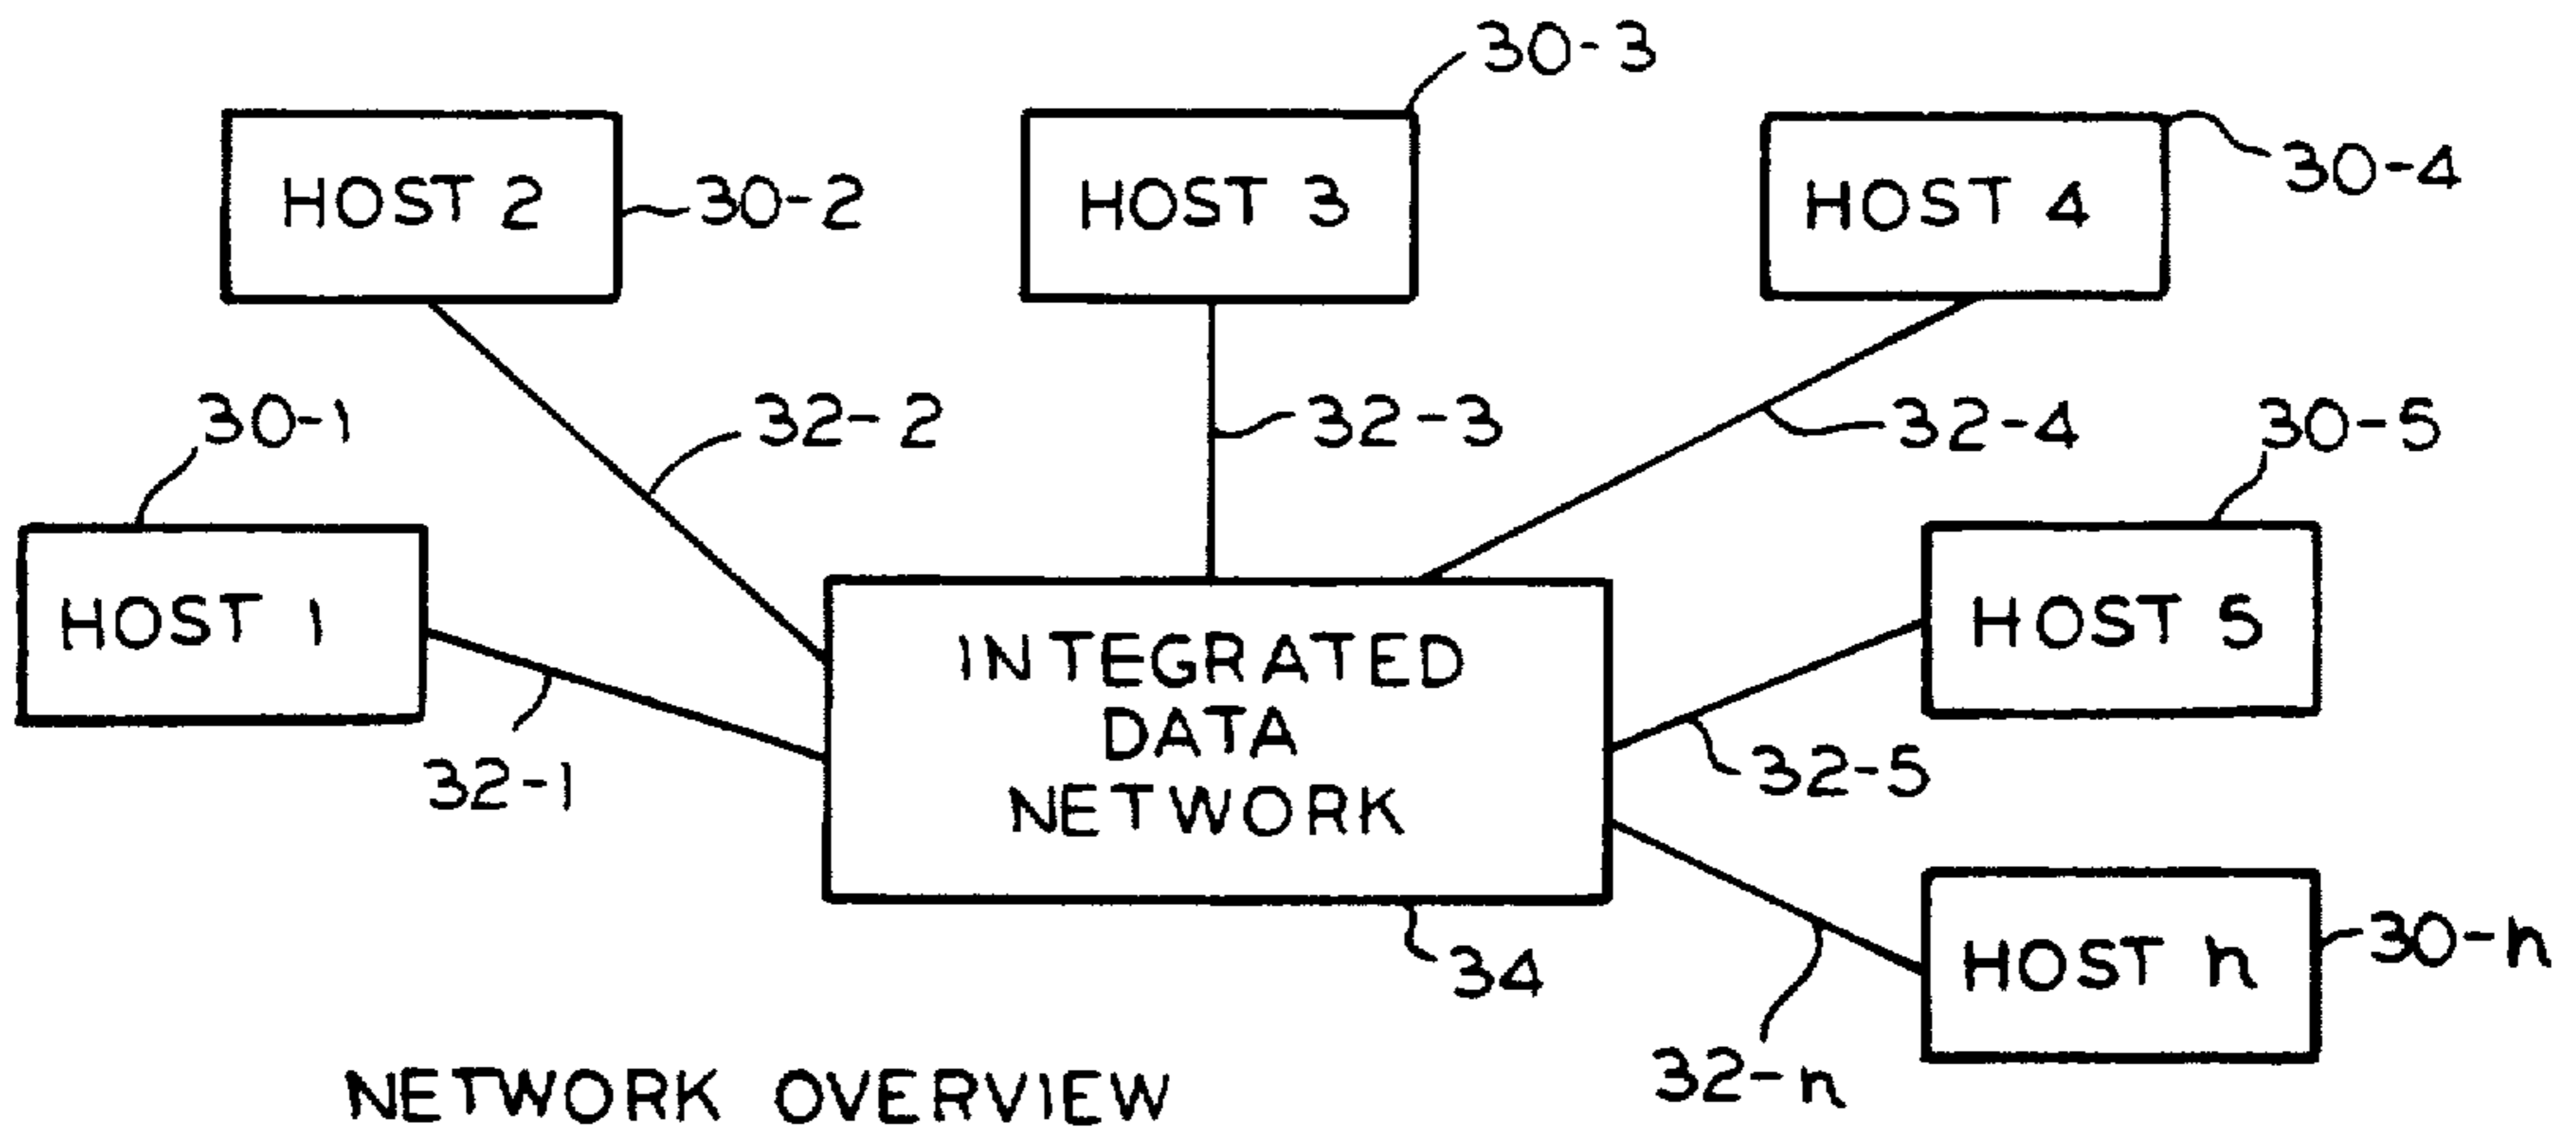 30-3
HOST 2
30-2
HOST 3
HOST 4
30-4
30-1
32-2
32-3
32-4
30-5
HOST 1
INTEGRATED
DATA
NETWORK
HOST 5
32-1
32-5
34
HOST n
30-n
32-n
NETWORK OVERVIEW